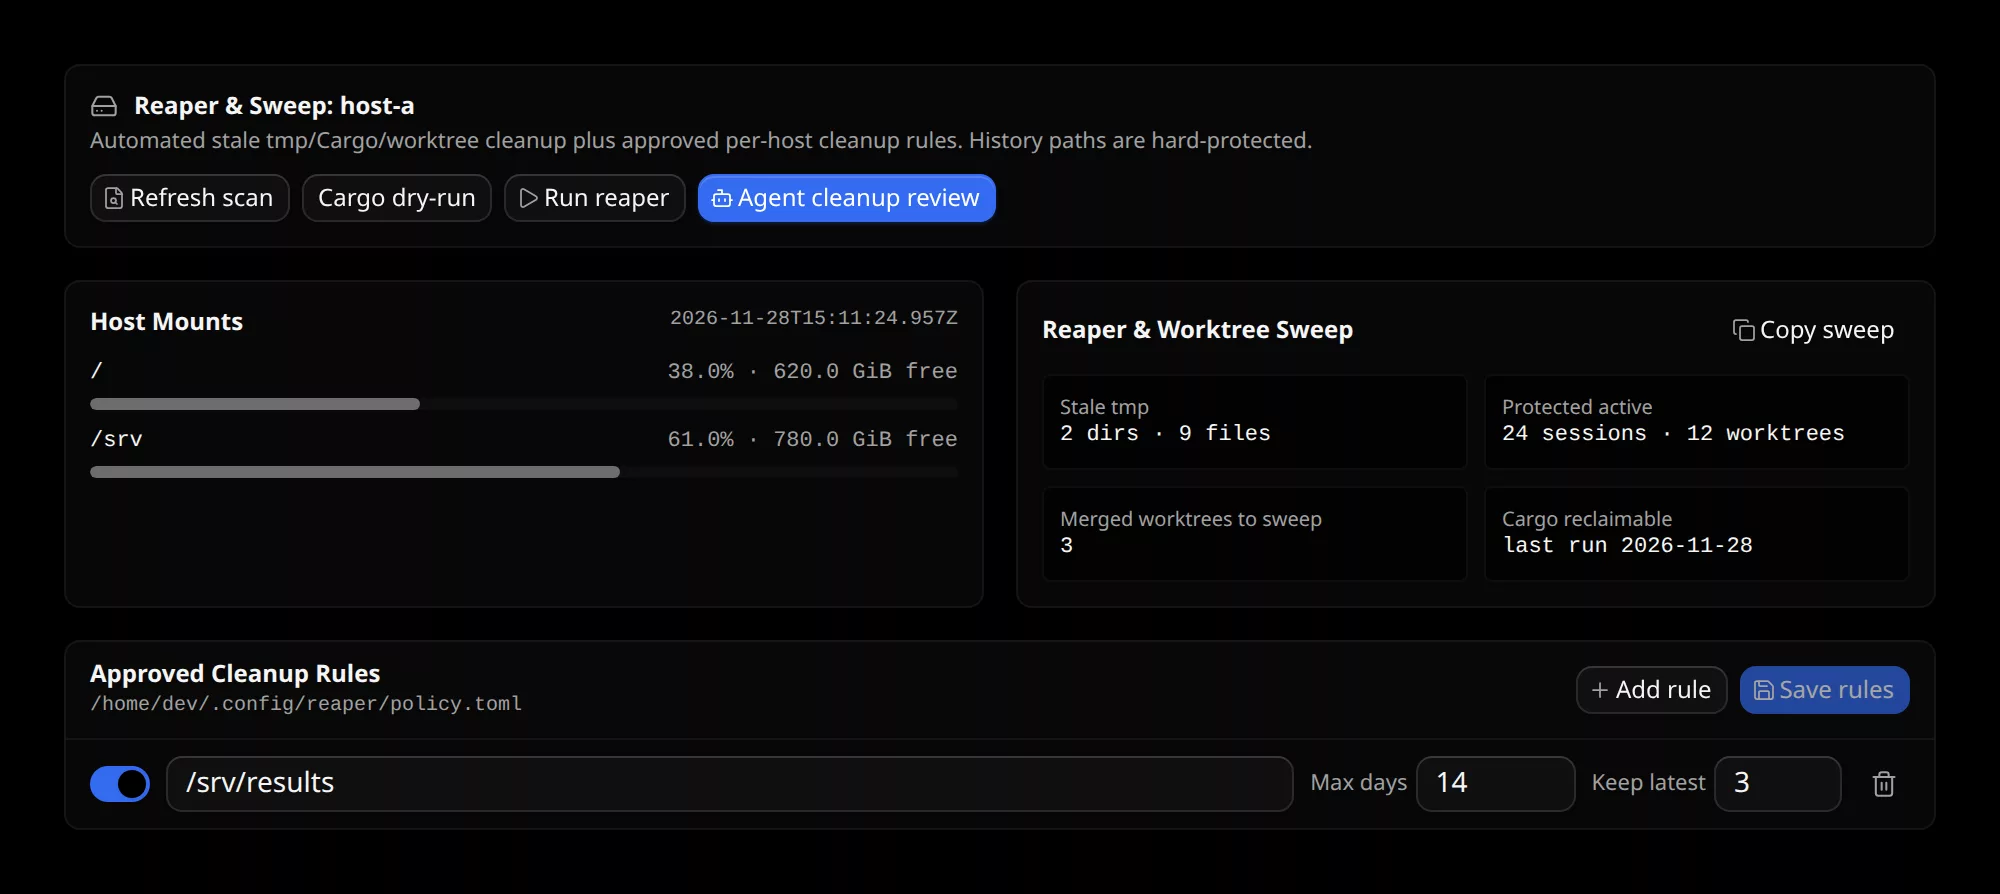 Reaper & Sweep: host-a
Automated stale tmp/Cargo/worktree cleanup plus approved per-host cleanup rules. History paths are hard-protected.
Refresh scan
Cargo dry-run
Run reaper
Agent cleanup review
Host Mounts
2026-11-28T15:11:24.957Z
/
38.0% · 620.0 GiB free
/srv
61.0% · 780.0 GiB free
Reaper & Worktree Sweep
Copy sweep
Stale tmp
2 dirs · 9 files
Protected active
24 sessions · 12 worktrees
Merged worktrees to sweep
3
Cargo reclaimable
last run 2026-11-28
Approved Cleanup Rules
/home/dev/.config/reaper/policy.toml
Add rule
Save rules
/srv/results
Max days
14
Keep latest
3